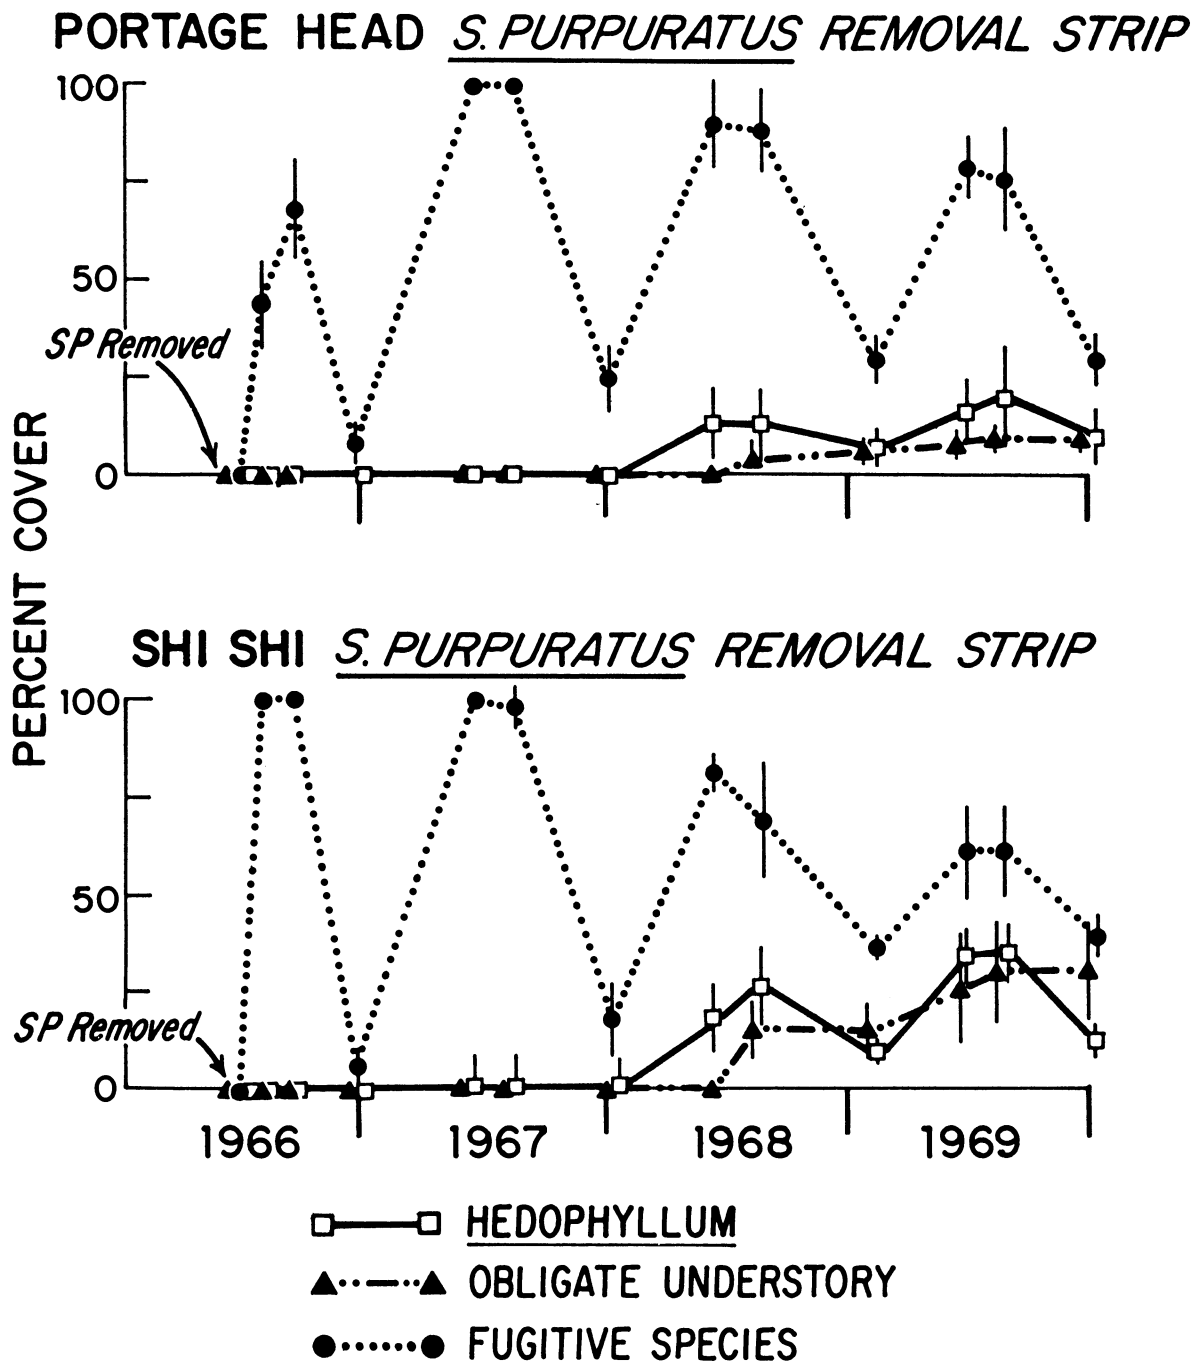 PORTAGE HEAD S. PURPURATUS REMOVAL STRIP
100
50
SP Removed
0
PERCENT COVER
SHI SHI S. PURPURATUS REMOVAL STRIP
100
50
SP Removed
0
1966 1967 1968 1969
HEDOPHYLLUM
OBLIGATE UNDERSTORY
FUGITIVE SPECIES